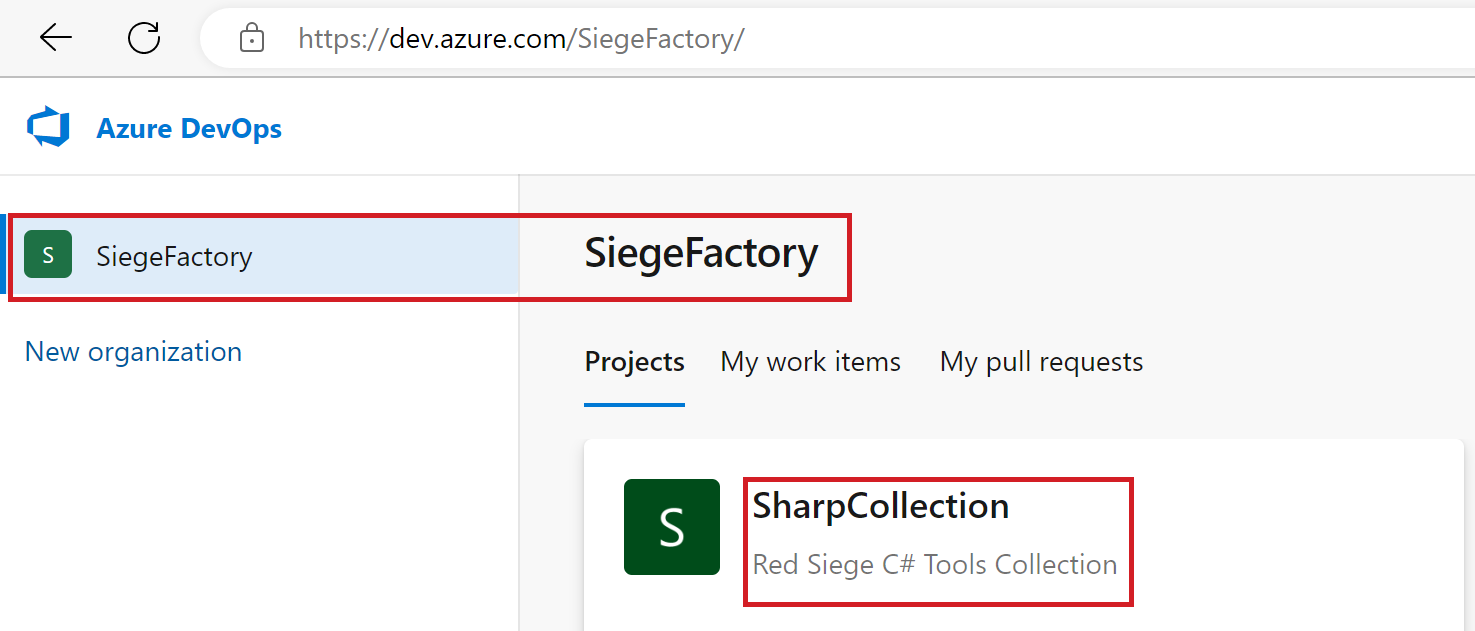 https://dev.azure.com/SiegeFactory/
Azure DevOps
S SiegeFactory
New organization
SiegeFactory
Projects My work items My pull requests
S
SharpCollection
Red Siege C# Tools Collection